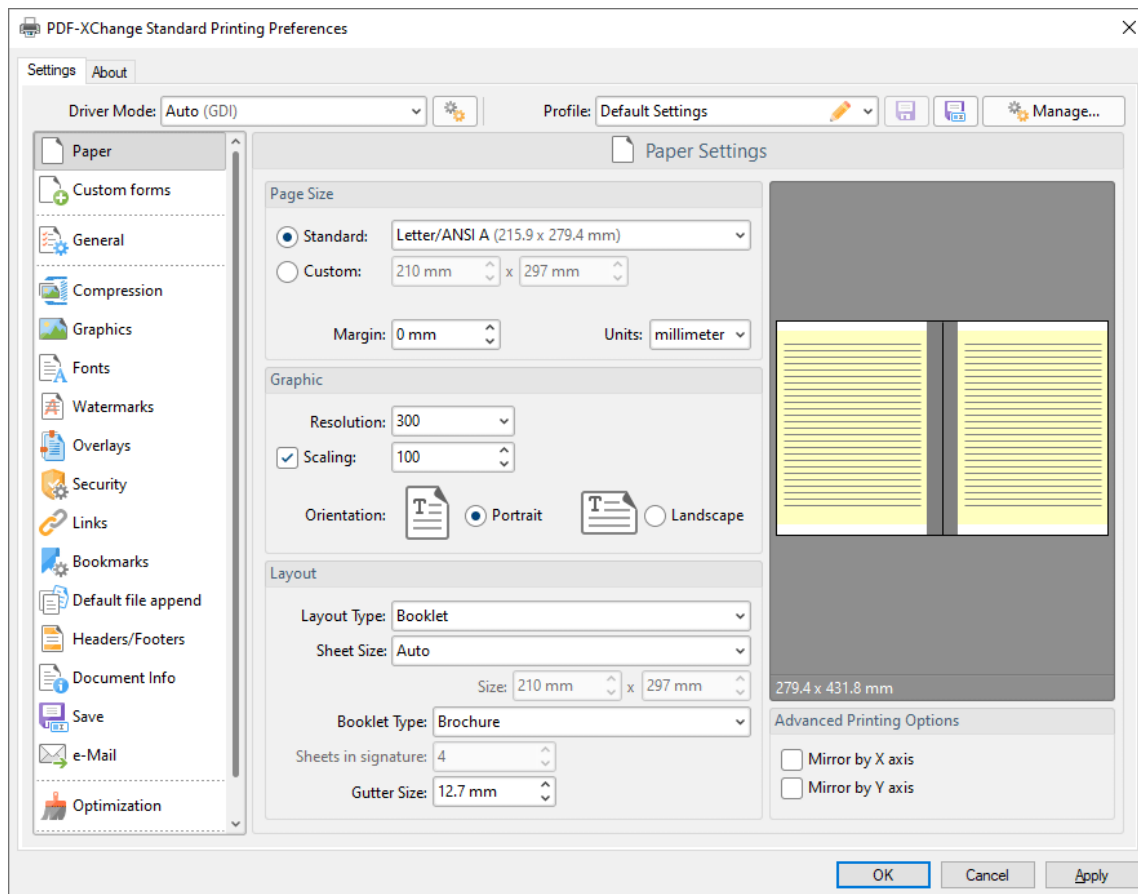 PDF-XChange Standard Printing Preferences
Settings About
Driver Mode: Auto (GDI) Profile: Default Settings Manage...
Paper
Custom forms
General
Compression
Graphics
Fonts
Watermarks
Overlays
Security
Links
Bookmarks
Default file append
Headers/Footers
Document Info
Save
e-Mail
Optimization
Paper Settings
Page Size
Standard: Letter/ANSI A (215.9 x 279.4 mm)
Custom: 210 mm x 297 mm
Margin: 0 mm Units: millimeter
Graphic
Resolution: 300
Scaling: 100
Orientation: T Portrait T Landscape
Layout
Layout Type: Booklet
Sheet Size: Auto
Size: 210 mm x 297 mm
Booklet Type: Brochure
Sheets in signature: 4
Gutter Size: 12.7 mm
279.4 x 431.8 mm
Advanced Printing Options
Mirror by X axis
Mirror by Y axis
OK Cancel Apply